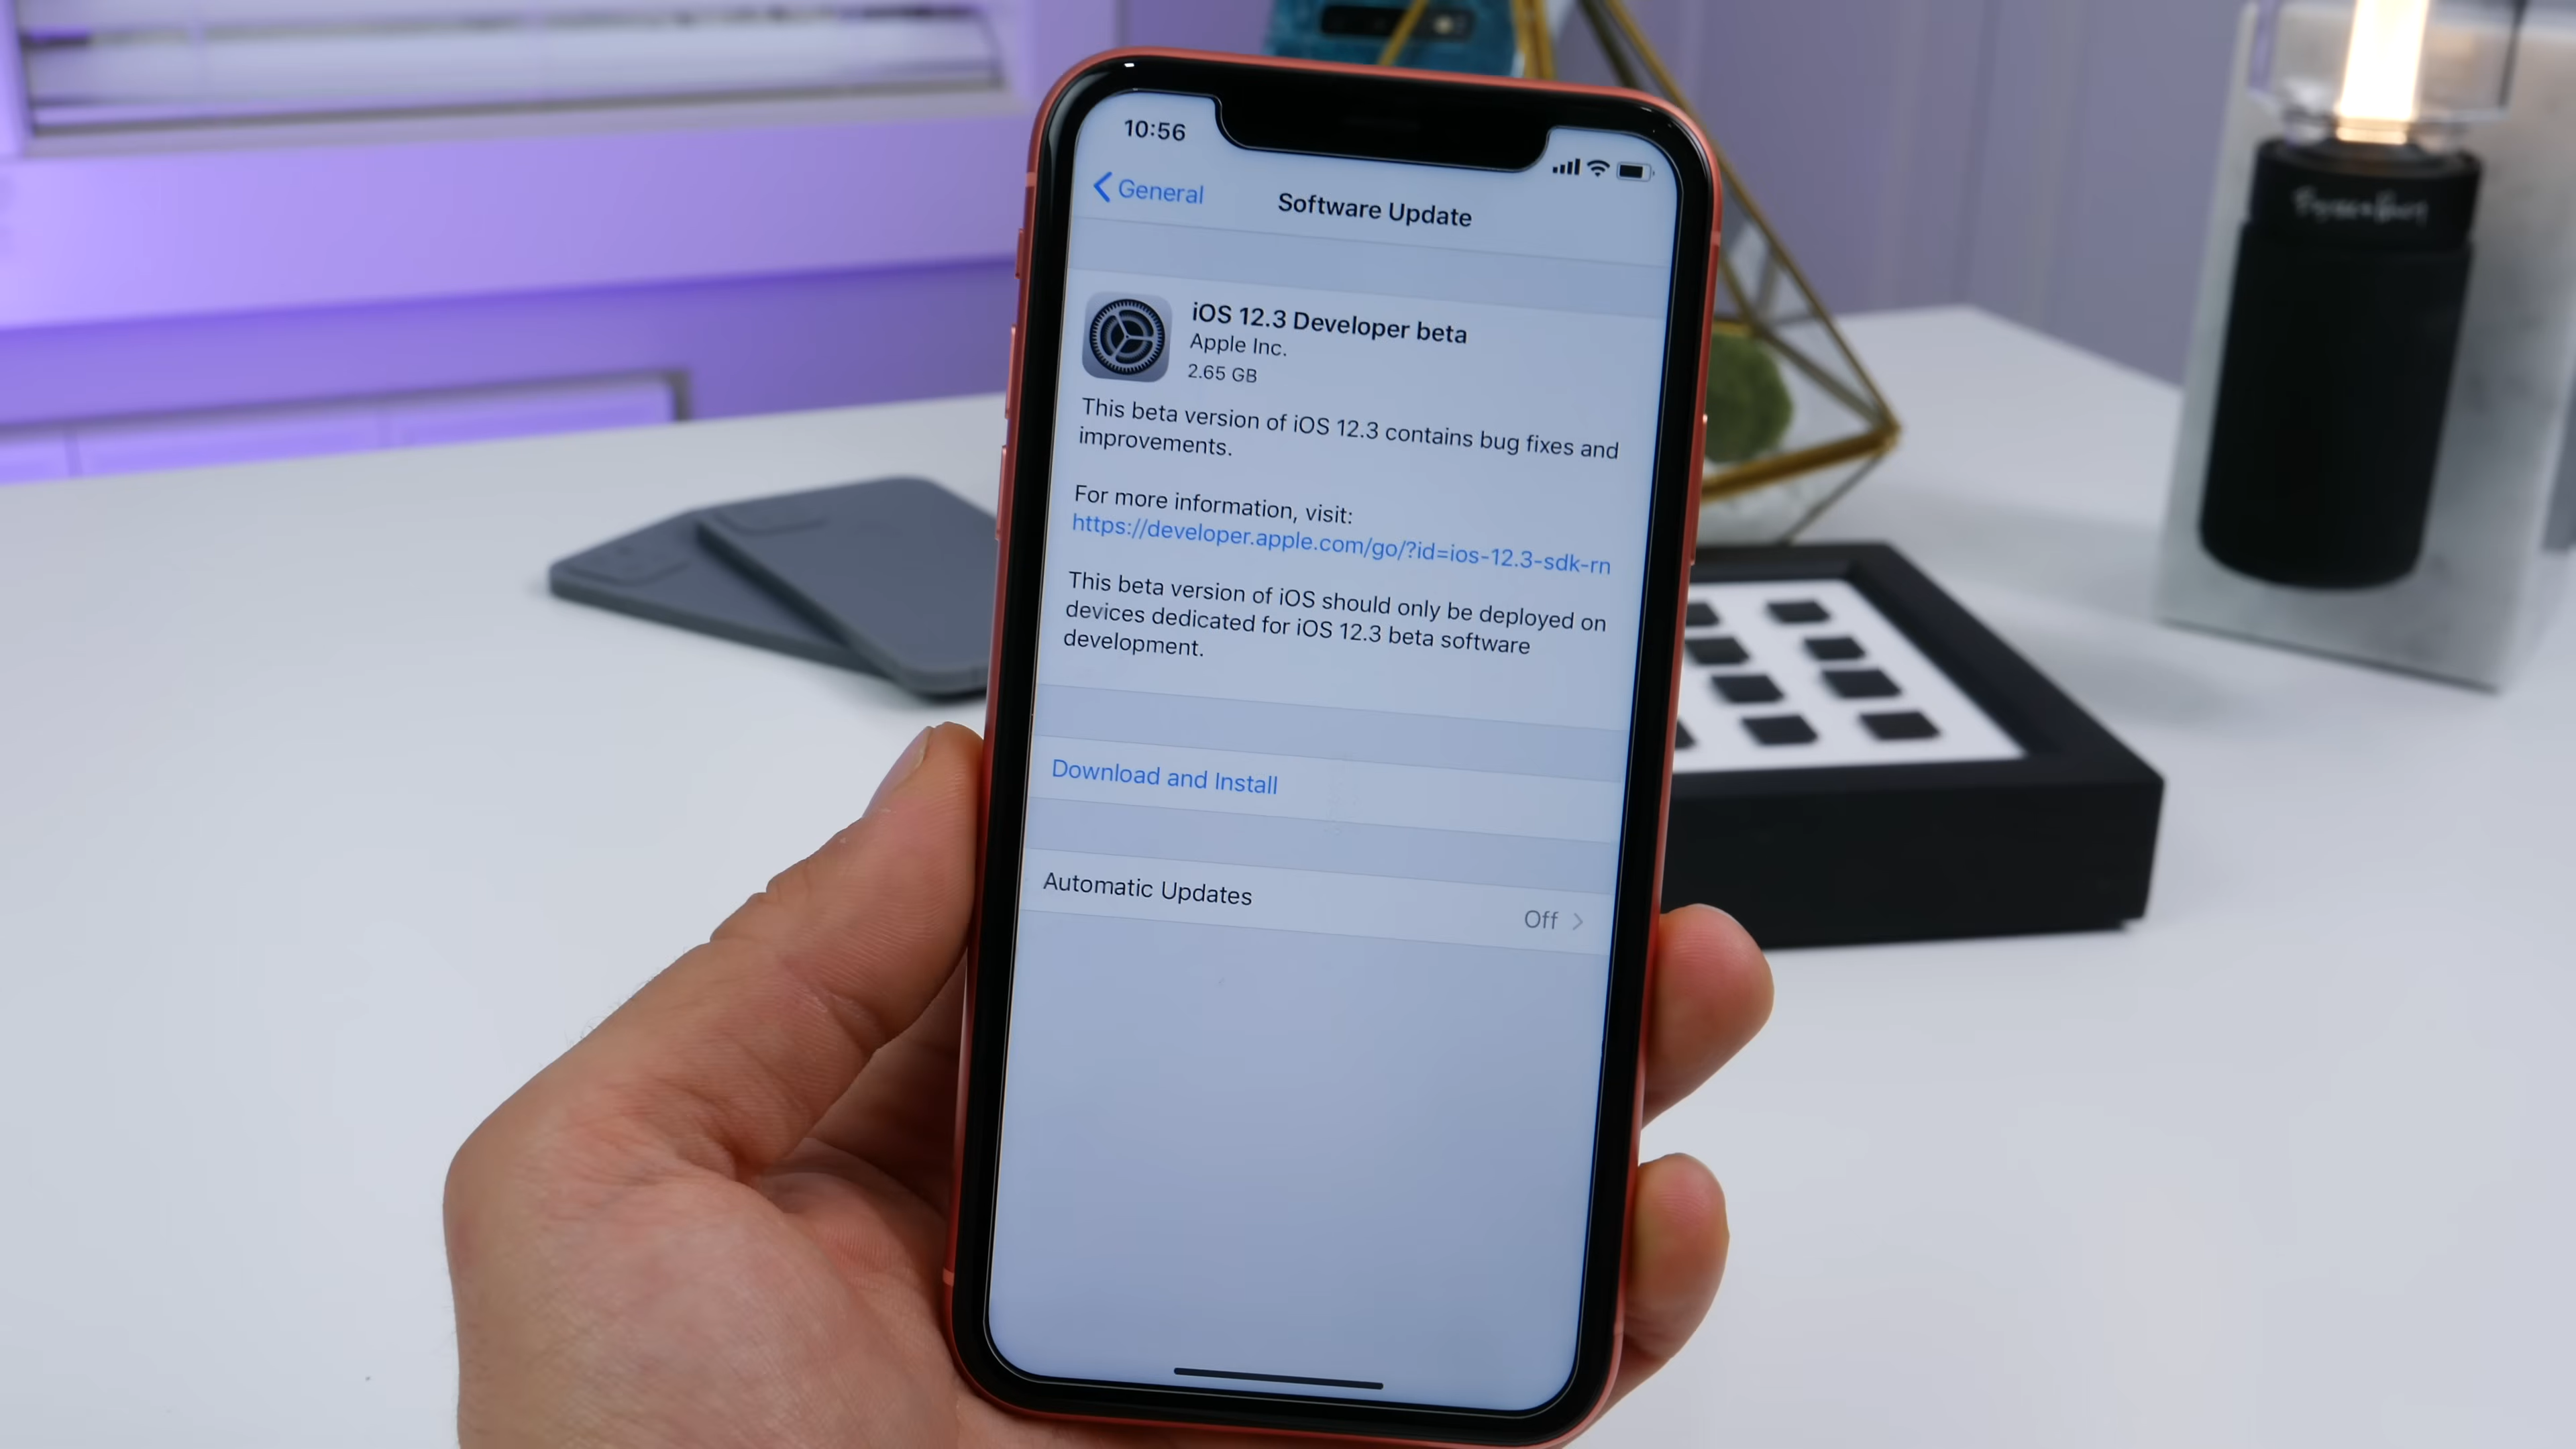 10:56
General
Software Update
iOS 12.3 Developer beta
Apple Inc.
2.65 GB
This beta version of iOS 12.3 contains bug fixes and
improvements.
For more information, visit:
https://developer.apple.com/go/?id=ios-12.3-sdk-rn
This beta version of iOS should only be deployed on
devices dedicated for iOS 12.3 beta software
development.
Download and Install
Automatic Updates
Off